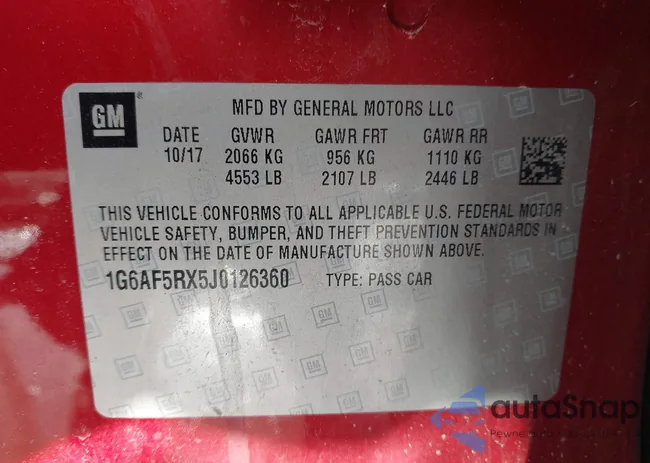 GM
MFD BY GENERAL MOTORS LLC
DATE GVWR GAWR FRT GAWR RR
10/17 2066 KG 956 KG 1110 KG
4553 LB 2107 LB 2446 LB
THIS VEHICLE CONFORMS TO ALL APPLICABLE U.S. FEDERAL MOTOR
VEHICLE SAFETY, BUMPER, AND THEFT PREVENTION STANDARDS IN
EFFECT ON THE DATE OF MANUFACTURE SHOWN ABOVE.
1G6AF5RX5J0126360 TYPE: PASS CAR
autoSnap